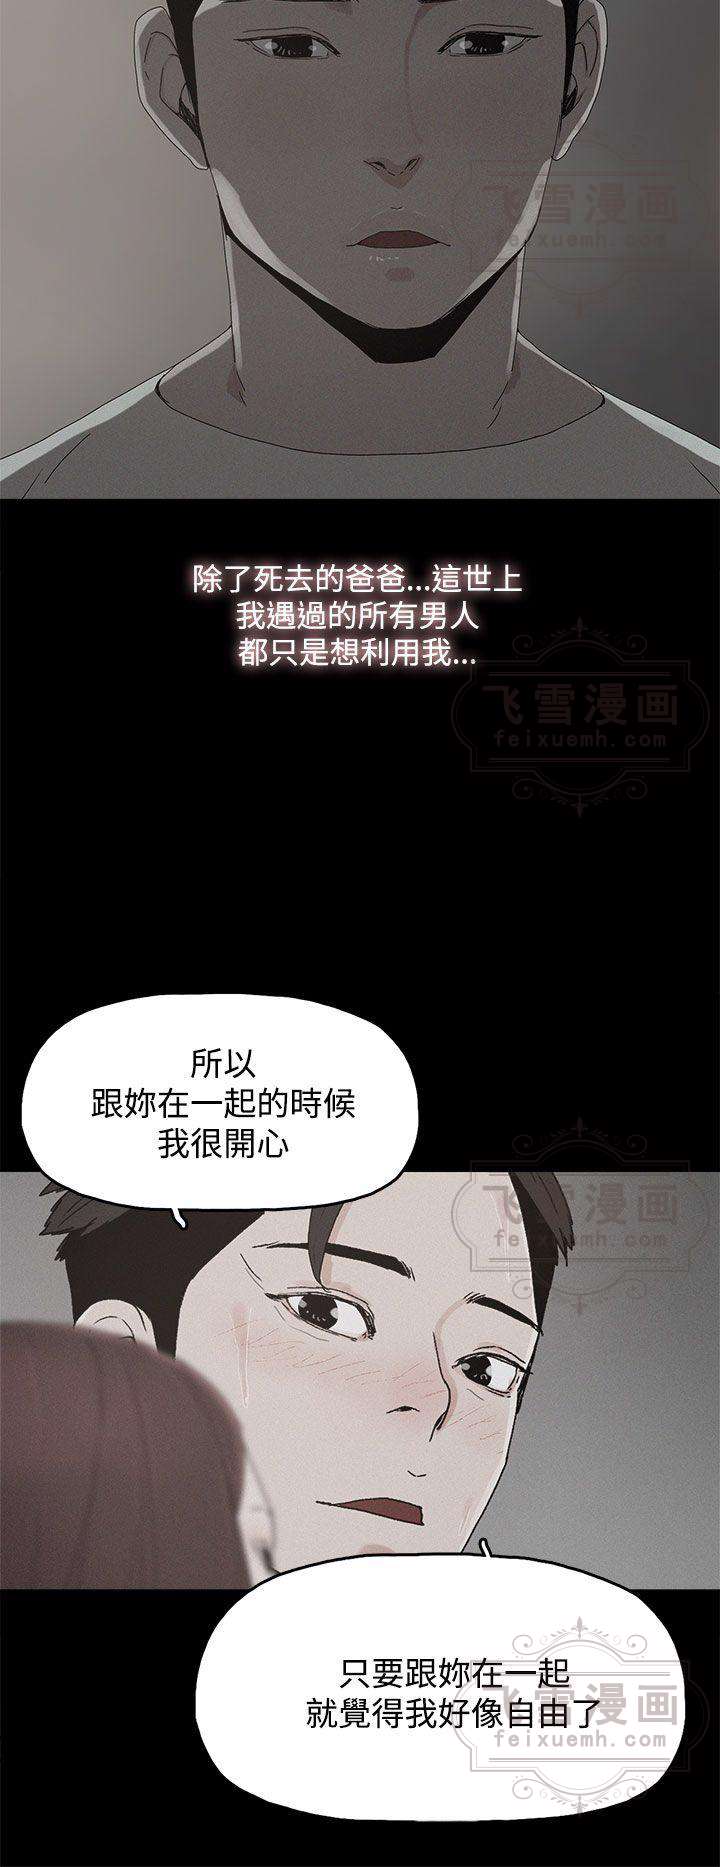 飞雪漫画
feixuemh.com
除了死去的爸爸...這世上
我遇過的所有男人
都只是想利用我...
飞雪漫画
feixuemh.com
所以
跟妳在一起的時候
我很開心
飞雪漫画
feixuemh.com
只要跟妳在一起
就覺得我好像自由了
飞雪漫画
feixuemh.com